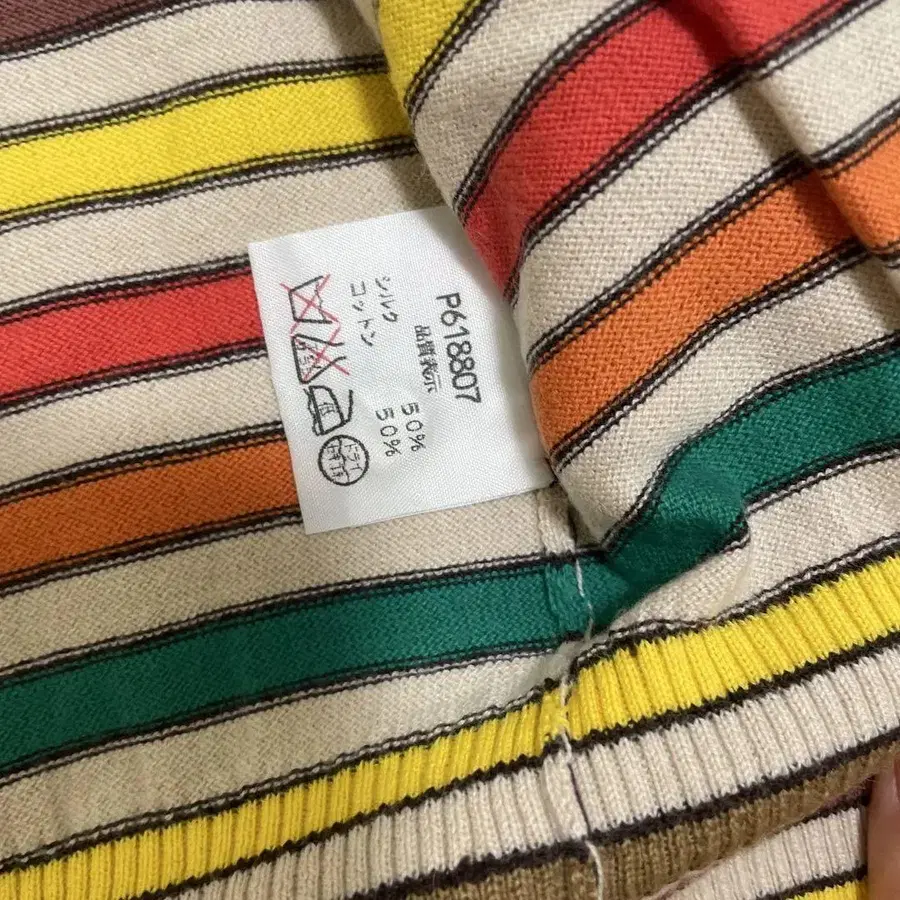 P618807
品質表示
シルク 50%
コットン 50%
ドライ